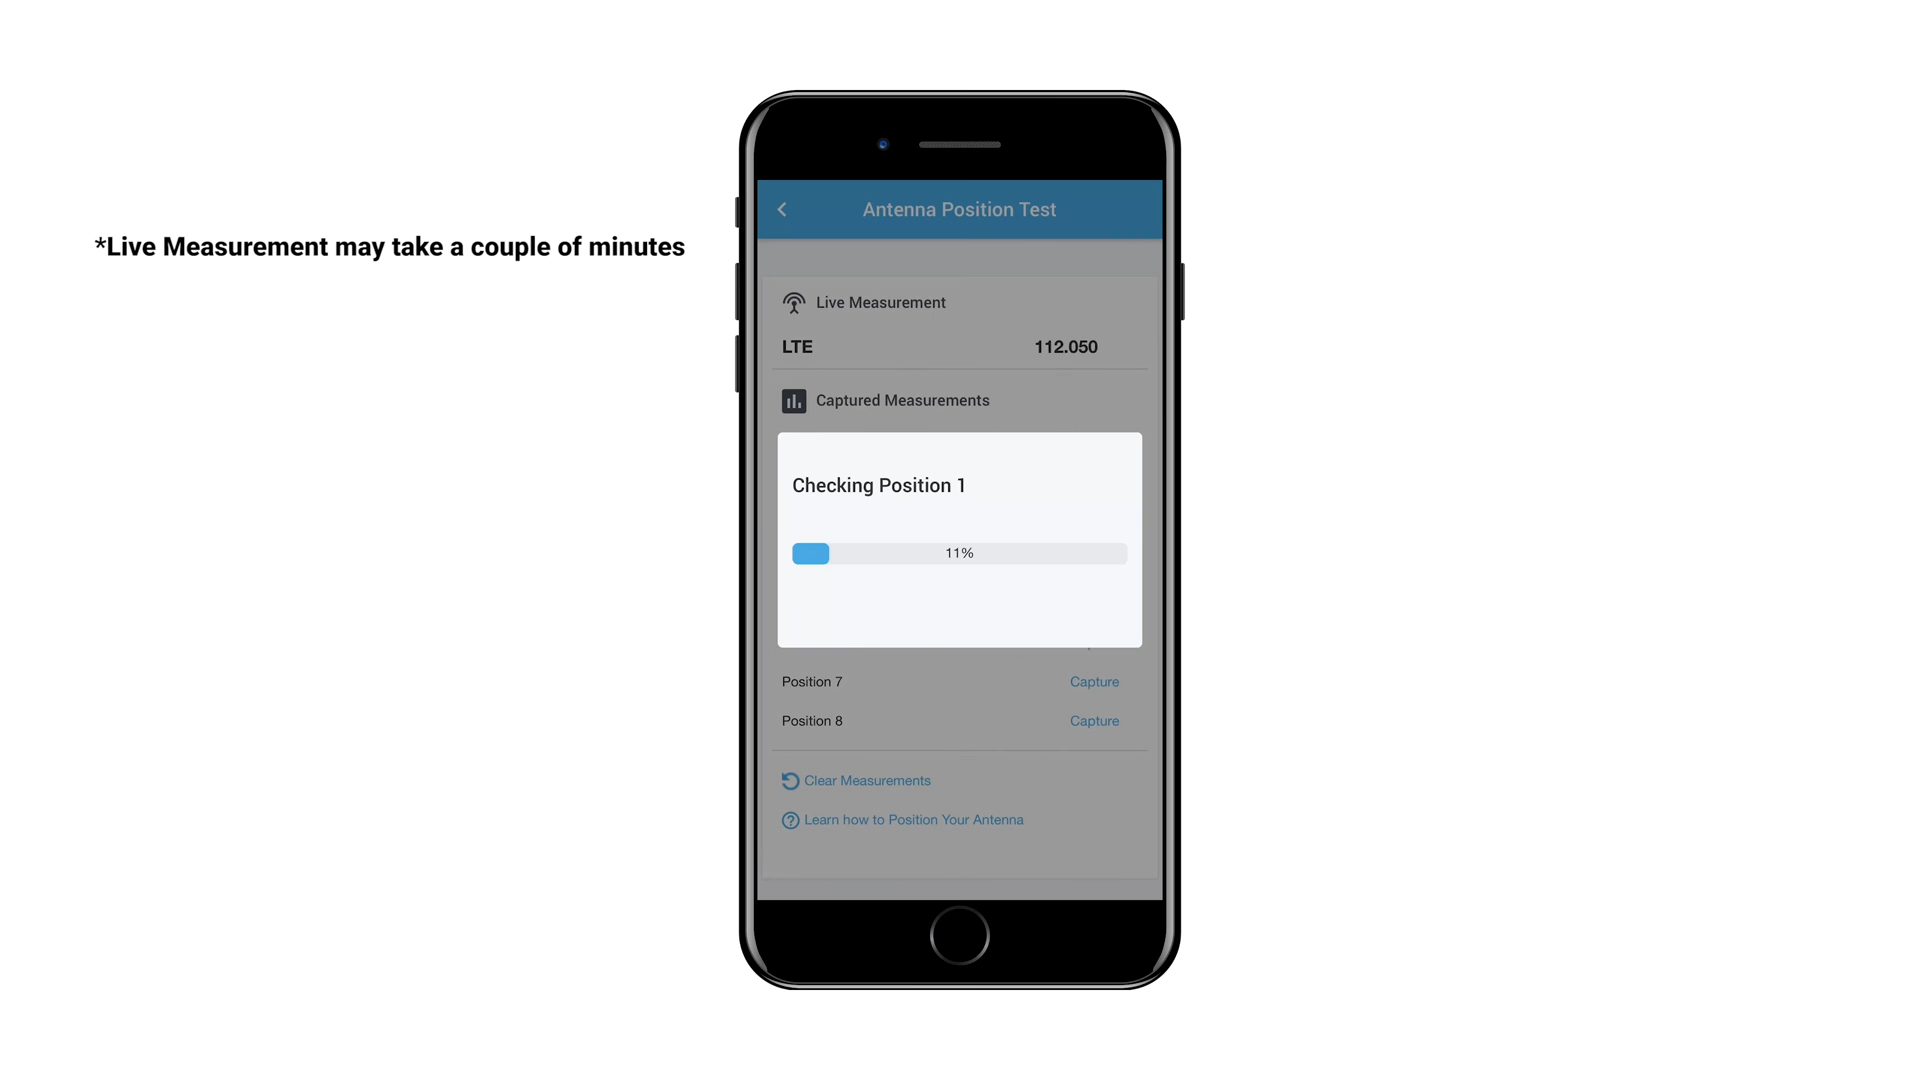 *Live Measurement may take a couple of minutes
Antenna Position Test
Live Measurement
LTE 112.050
Captured Measurements
Checking Position 1
11%
Position 7 Capture
Position 8 Capture
Clear Measurements
Learn how to Position Your Antenna